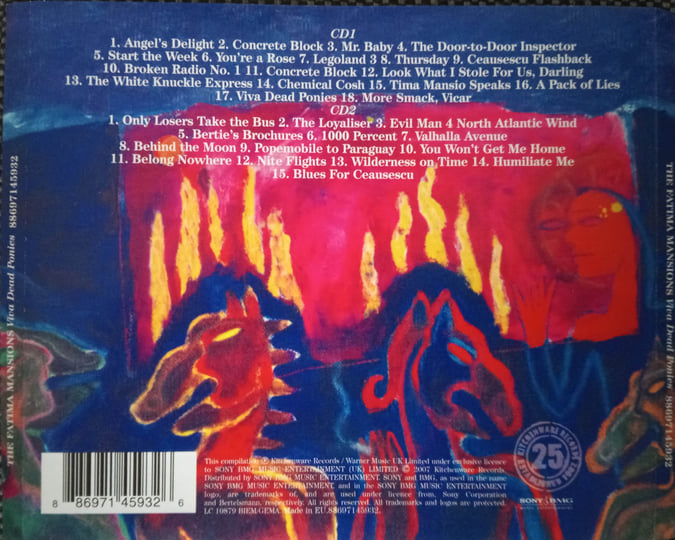 CD1
1. Angel's Delight 2. Concrete Block 3. Mr. Baby 4. The Door-to-Door Inspector
5. Start the Week 6. You're a Rose 7. Legoland 3 8. Thursday 9. Ceausescu Flashback
10. Broken Radio No. 1 11. Concrete Block 12. Look What I Stole For Us, Darling
13. The White Knuckle Express 14. Chemical Cosh 15. Tima Mansio Speaks 16. A Pack of Lies
17. Viva Dead Ponies 18. More Smack, Vicar
CD2
1. Only Losers Take the Bus 2. The Loyaliser 3. Evil Man 4 North Atlantic Wind
5. Bertie's Brochures 6. 1000 Percent 7. Valhalla Avenue
8. Behind the Moon 9. Popemobile to Paraguay 10. You Won't Get Me Home
11. Belong Nowhere 12. Nite Flights 13. Wilderness on Time 14. Humiliate Me
15. Blues For Ceausescu
THE FATIMA MANSIONS Viva Dead Ponies 88697145932
THE FATIMA MANSIONS Viva Dead Ponies 88697145932
This compilation ℗ Kitchenware Records / Warner Music UK Limited under exclusive licence
to SONY BMG MUSIC ENTERTAINMENT (UK) LIMITED © 2007 Kitchenware Records.
Distributed by SONY BMG MUSIC ENTERTAINMENT. SONY and BMG, as used in the name
SONY BMG MUSIC ENTERTAINMENT, and in the SONY BMG MUSIC ENTERTAINMENT
logo, are trademarks of, and are used under licence from, Sony Corporation
and Bertelsmann, respectively. All rights reserved. All trademarks and logos are protected.
LC 10879 BIEM/GEMA. Made in EU.88697145932.
8 86971 45932 6
KITCHENWARE RECORDS
25
SONY BMG
MUSIC ENTERTAINMENT